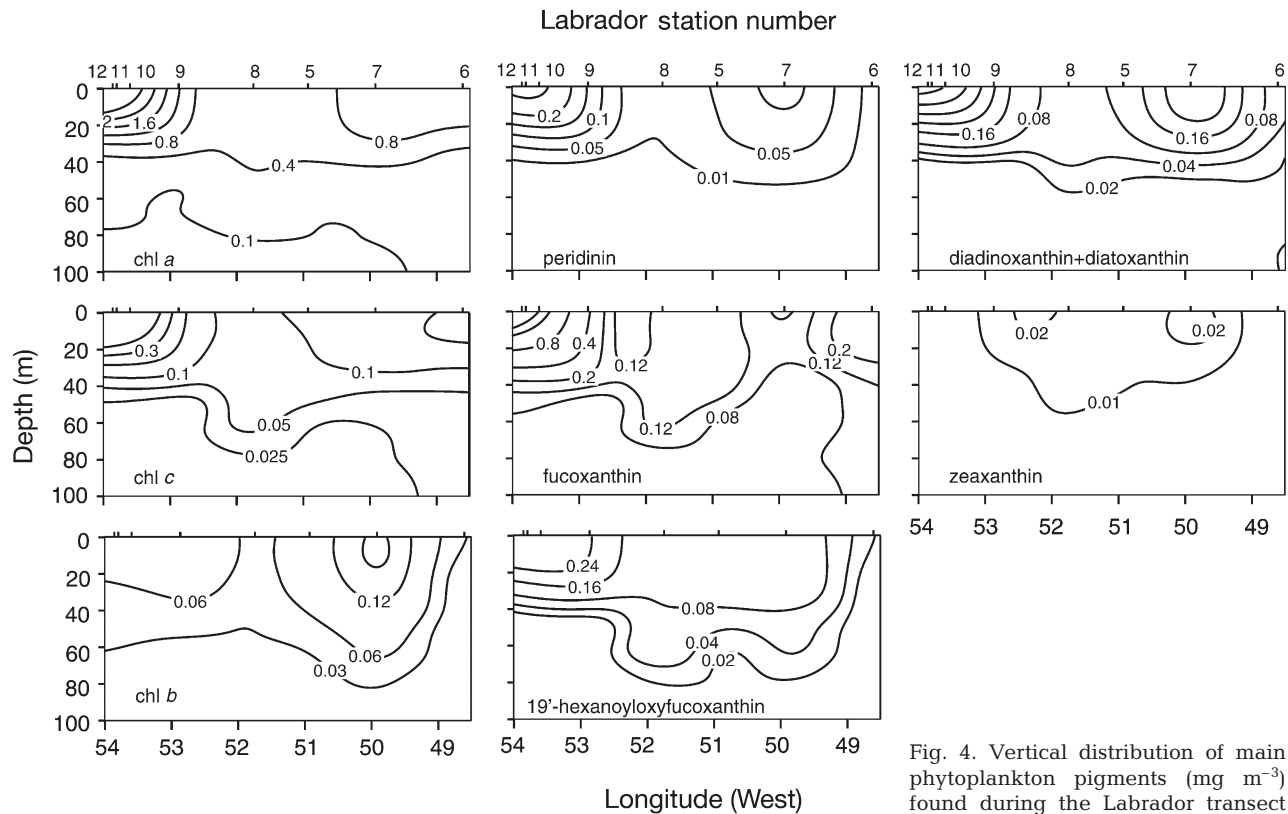 Labrador station number
12 11 10 9 8 5 7 6
12 11 10 9 8 5 7 6
12 11 10 9 8 5 7 6
0
20
40
60
80
100
2 1.6
0.8
0.8
0.4
0.1
chl a
0.2
0.1
0.05
0.05
0.01
peridinin
0.08
0.16
0.16
0.08
0.04
0.02
diadinoxanthin+diatoxanthin
Depth (m)
0
20
40
60
80
100
0.3
0.1
0.1
0.05
0.025
chl c
0.8 0.4
0.12
0.2
0.2
0.12
0.08
0.12
fucoxanthin
0.02
0.02
0.01
zeaxanthin
54 53 52 51 50 49
0
20
40
60
80
100
0.06
0.12
0.06
0.03
chl b
0.24
0.16
0.08
0.04
0.02
19'-hexanoyloxyfucoxanthin
54 53 52 51 50 49
54 53 52 51 50 49
Longitude (West)
Fig. 4. Vertical distribution of main
phytoplankton pigments (mg m–3)
found during the Labrador transect